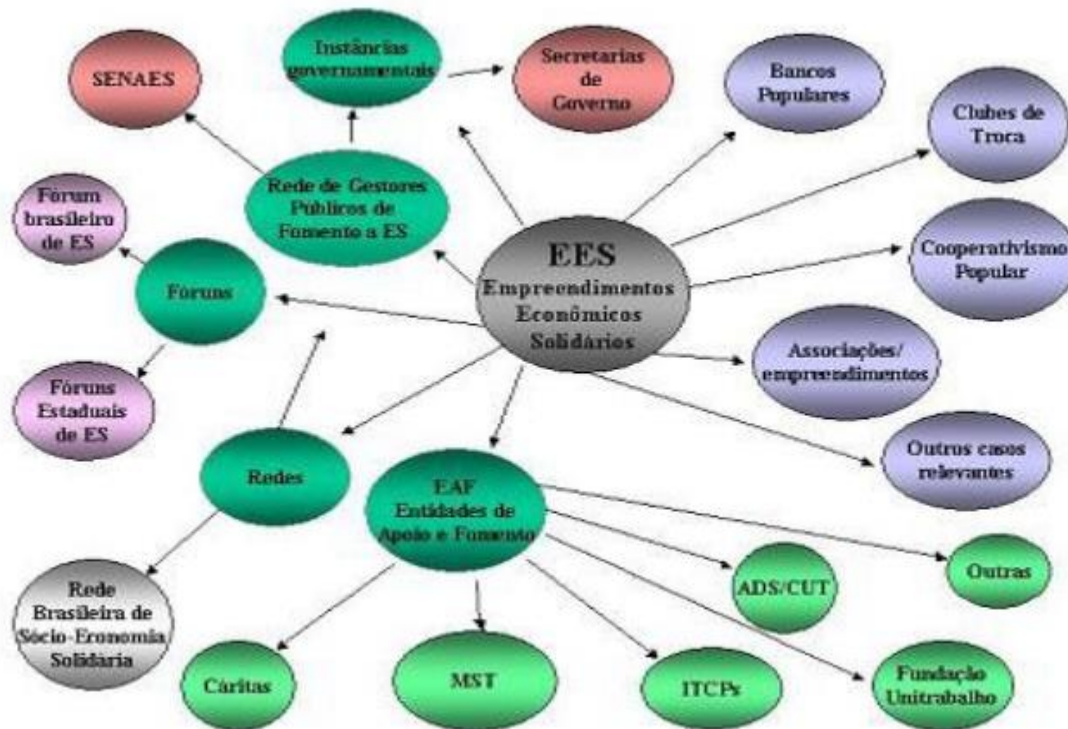 Instâncias
governamentais
SENAES
Secretarias
de
Governo
Bancos
Populares
Clubes de
Troca
Rede de Gestores
Públicos de
Fomento a ES
Fórum
brasileiro
de ES
EES
Empreendimentos
Econômicos
Solidários
Cooperativismo
Popular
Fóruns
Associações/
empreendimentos
Fóruns
Estaduais
de ES
Outros casos
relevantes
Redes
EAF
Entidades de
Apoio e Fomento
Rede
Brasileira de
Sócio-Economia
Solidária
ADS/CUT
Outras
Cáritas
MST
ITCPs
Fundação
Unitrabalho